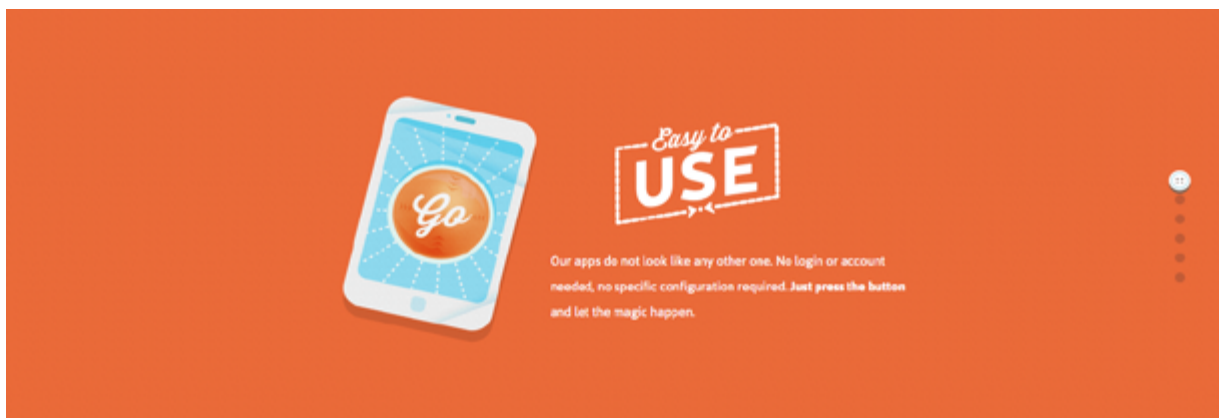 Go
Easy to
USE
Our apps do not look like any other one. No login or account
needed, no specific configuration required. Just press the button
and let the magic happen.